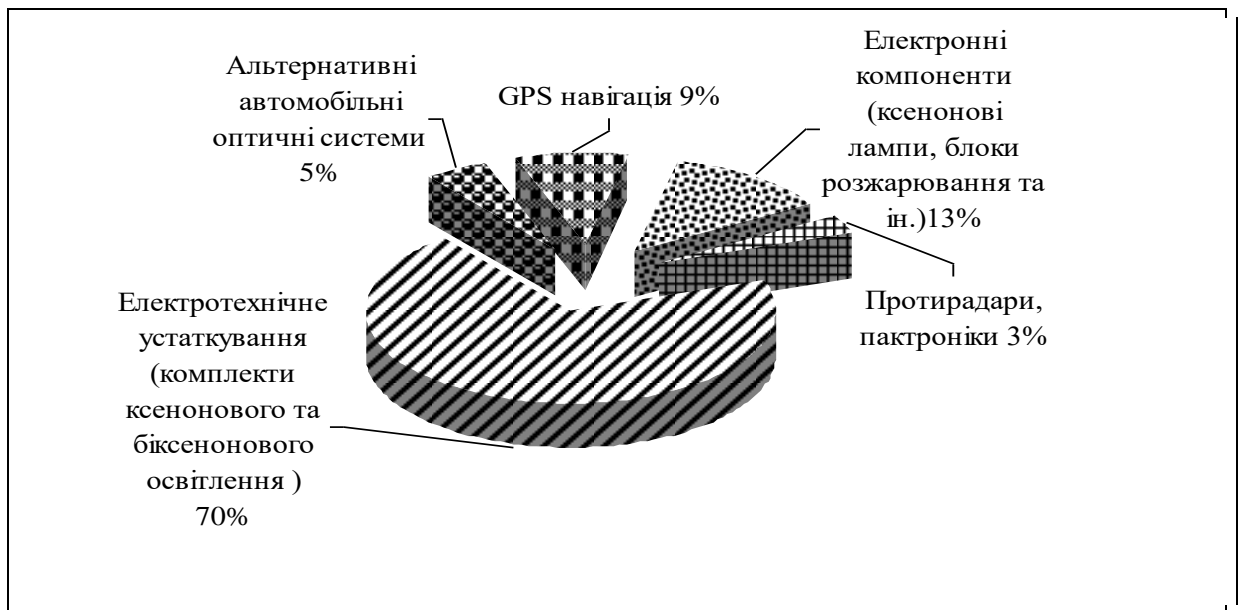 Альтернативні
автомобільні
оптичні системи
5%
GPS навігація 9%
Електронні
компоненти
(ксенонові
лампи, блоки
розжарювання та
ін.)13%
Протирадари,
пактроніки 3%
Електротехнічне
устаткування
(комплекти
ксенонового та
біксенонового
освітлення )
70%